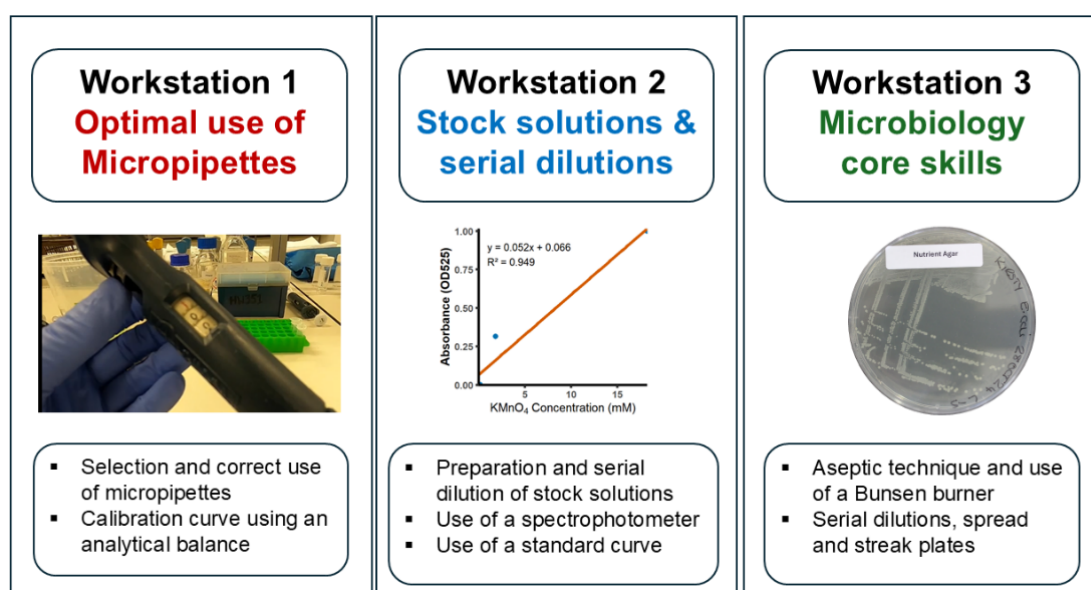 Workstation 1
Optimal use of
Micropipettes
▪ Selection and correct use
of micropipettes
▪ Calibration curve using an
analytical balance
Workstation 2
Stock solutions &
serial dilutions
y = 0.052x + 0.066
R² = 0.949
1.00
0.75
0.50
0.25
0.00
Absorbance (OD525)
5 10 15
KMnO₄ Concentration (mM)
▪ Preparation and serial
dilution of stock solutions
▪ Use of a spectrophotometer
▪ Use of a standard curve
Workstation 3
Microbiology
core skills
Nutrient Agar
▪ Aseptic technique and use
of a Bunsen burner
▪ Serial dilutions, spread
and streak plates